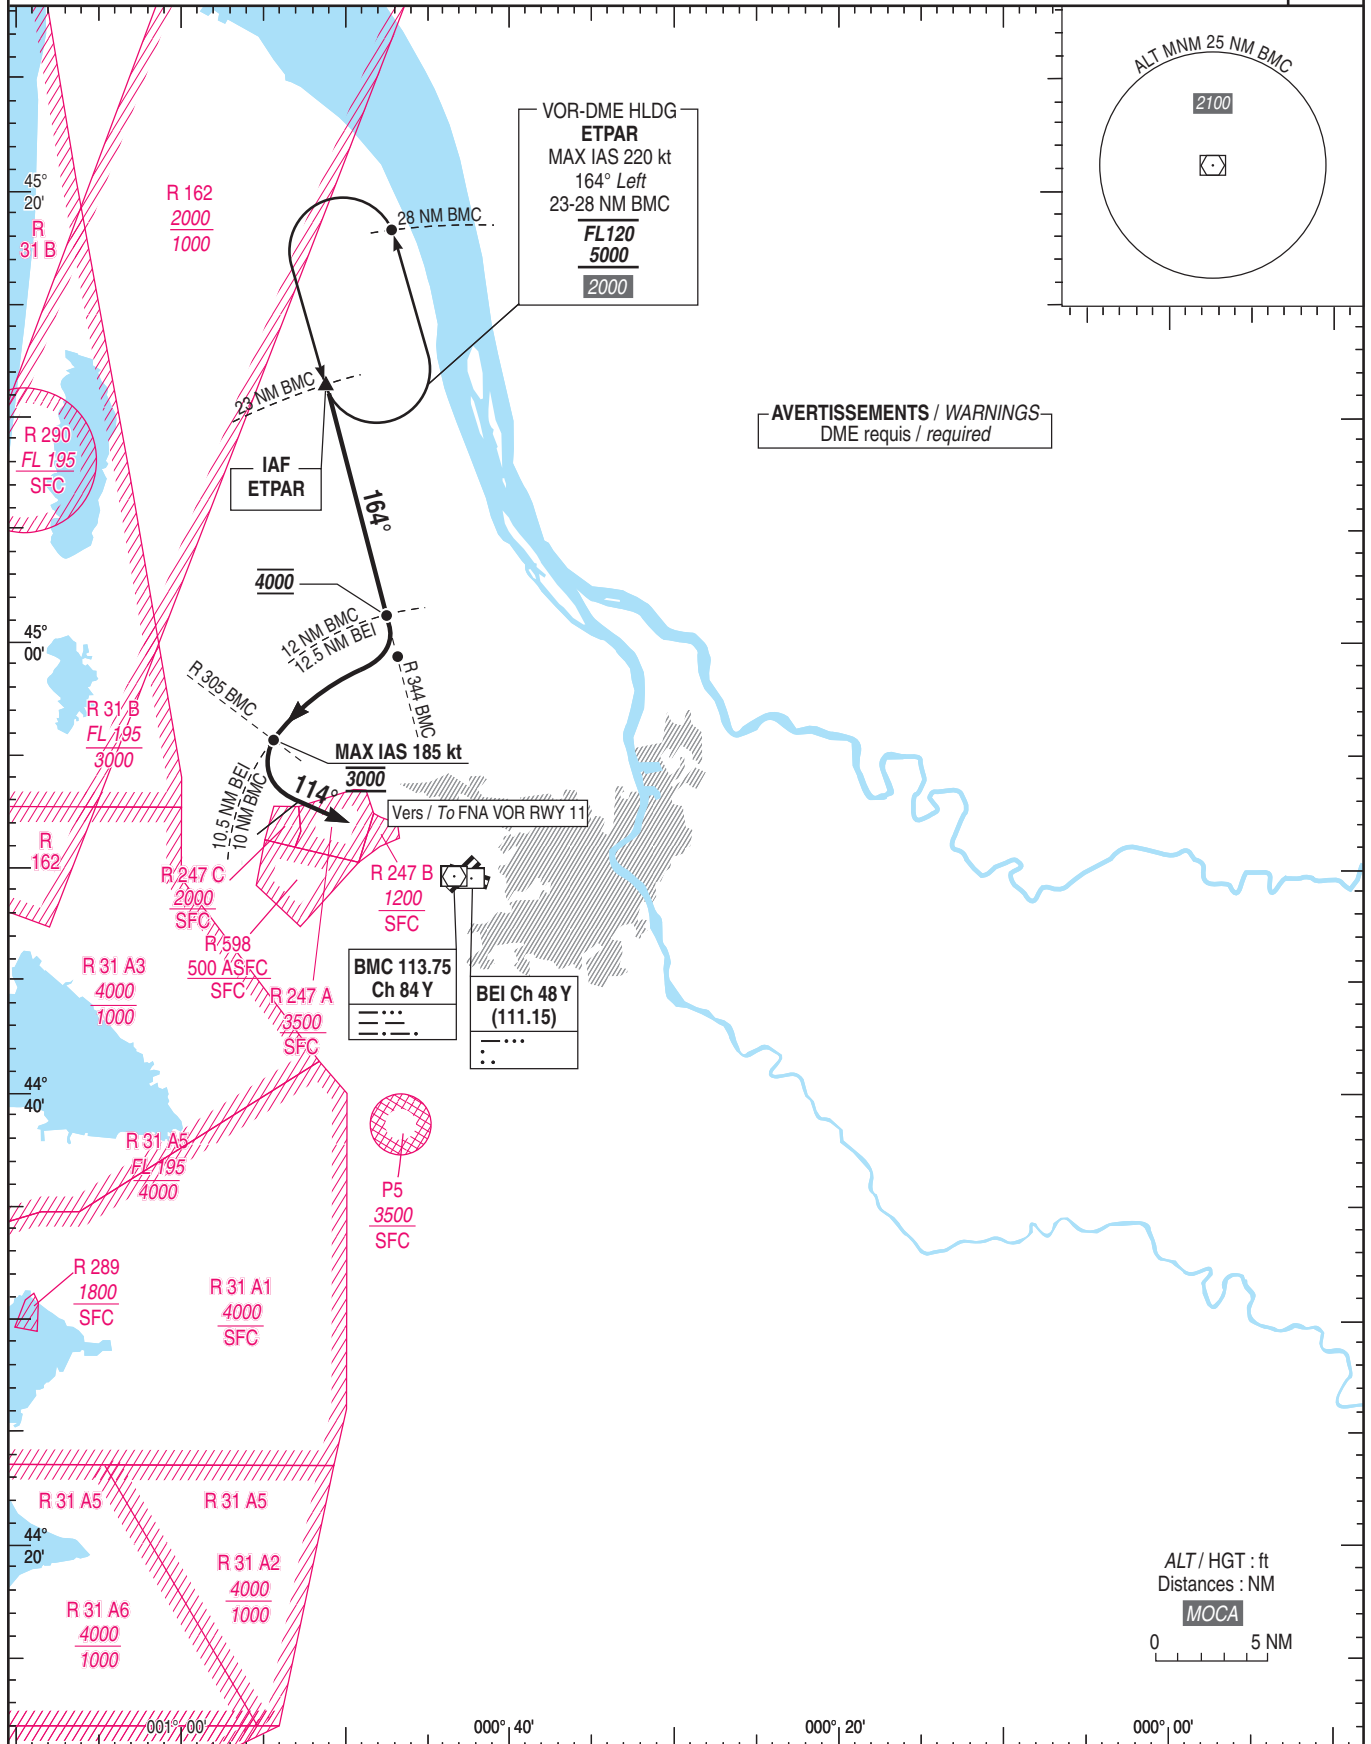 ALT MNM 25 NM BMC
2100
VOR-DME HLDG
ETPAR
MAX IAS 220 kt
164° Left
23-28 NM BMC
FL120
5000
2000
45°
20'
R
31 B
R 162
2000
1000
28 NM BMC
23 NM BMC
AVERTISSEMENTS / WARNINGS
DME requis / required
R 290
FL 195
SFC
IAF
ETPAR
164°
4000
12 NM BMC
12.5 NM BEI
45°
00'
R 305 BMC
R 344 BMC
R 31 B
FL 195
3000
MAX IAS 185 kt
3000
10.5 NM BEI
10 NM BMC
114°
Vers / To FNA VOR RWY 11
R
162
R 247 C
2000
SFC
R 247 B
1200
SFC
R 598
500 ASFC
SFC
R 31 A3
4000
1000
R 247 A
3500
SFC
BMC 113.75
Ch 84 Y
BEI Ch 48 Y
(111.15)
44°
40'
R 31 A5
FL 195
4000
P5
3500
SFC
R 289
1800
SFC
R 31 A1
4000
SFC
R 31 A5
R 31 A5
44°
20'
R 31 A2
4000
1000
R 31 A6
4000
1000
ALT / HGT : ft
Distances : NM
MOCA
0 5 NM
001° 00'
000° 40'
000° 20'
000° 00'